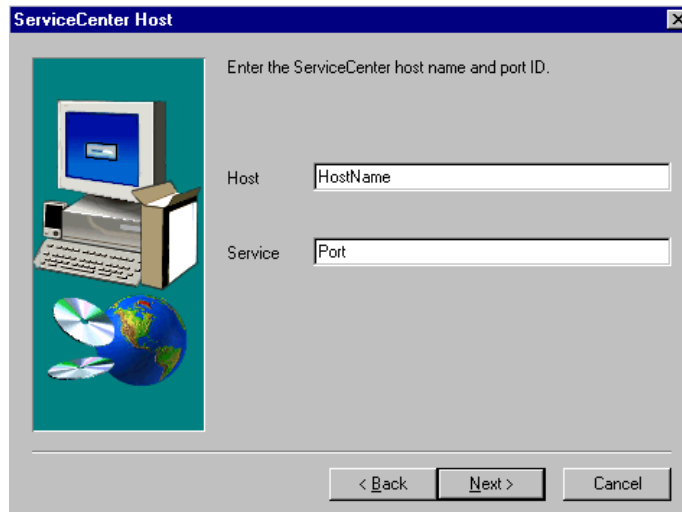 ServiceCenter Host
Enter the ServiceCenter host name and port ID.
Host HostName
Service Port
< Back Next > Cancel